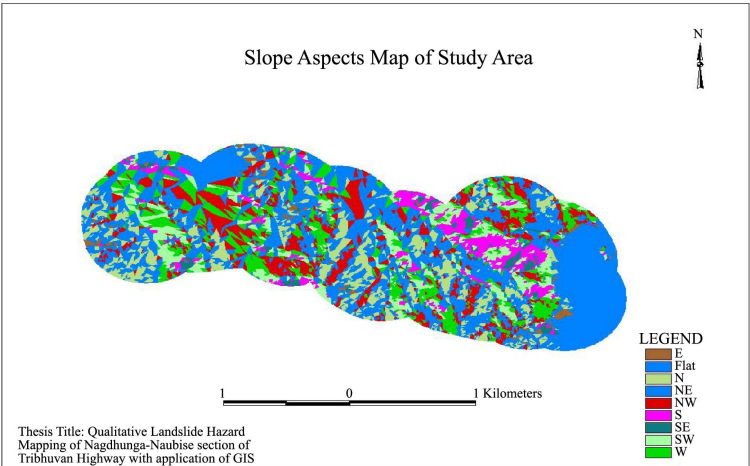 N
Slope Aspects Map of Study Area
LEGEND
E
Flat
N
NE
NW
S
SE
SW
W
1 0 1 Kilometers
Thesis Title: Qualitative Landslide Hazard
Mapping of Nagdhunga-Naubise section of
Tribhuvan Highway with application of GIS